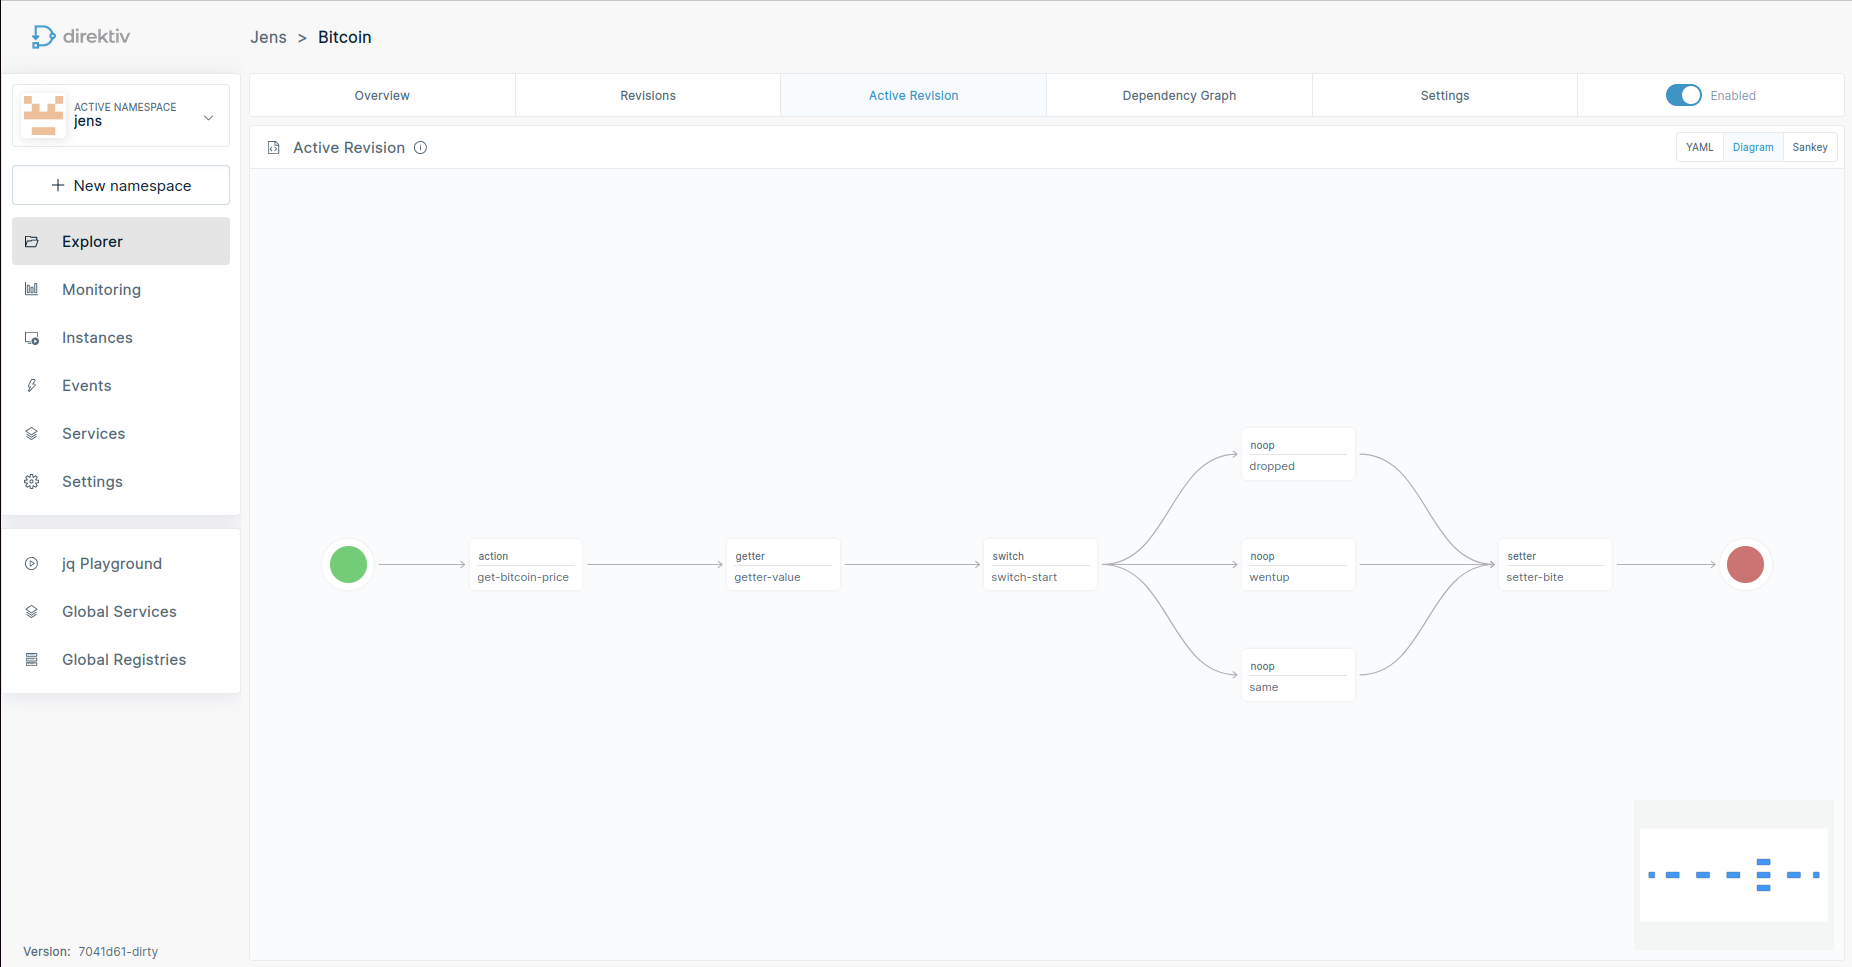 direktiv
Jens > Bitcoin
ACTIVE NAMESPACE
jens
New namespace
Explorer
Monitoring
Instances
Events
Services
Settings
jq Playground
Global Services
Global Registries
Version: 7041d61-dirty
Overview Revisions Active Revision Dependency Graph Settings Enabled
Active Revision
YAML Diagram Sankey
action
get-bitcoin-price
getter
getter-value
switch
switch-start
noop
dropped
noop
wentup
noop
same
setter
setter-bite